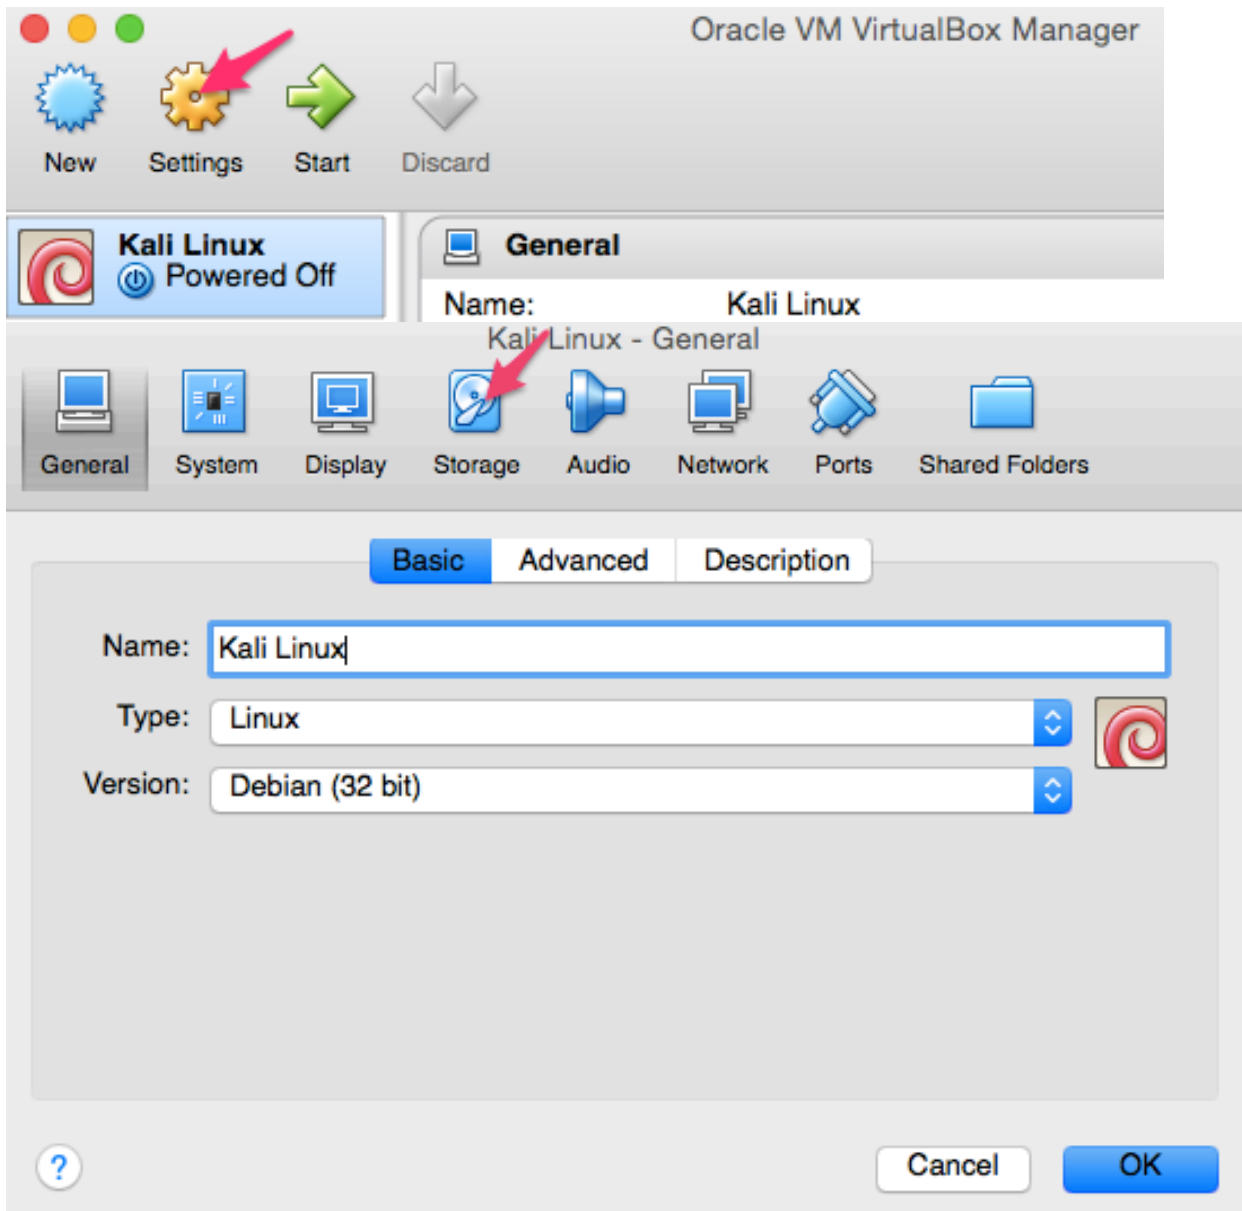 Oracle VM VirtualBox Manager
New Settings Start Discard
Kali Linux
Powered Off
General
Name: Kali Linux
Kali Linux - General
General System Display Storage Audio Network Ports Shared Folders
Basic Advanced Description
Name: Kali Linux
Type: Linux
Version: Debian (32 bit)
? Cancel OK